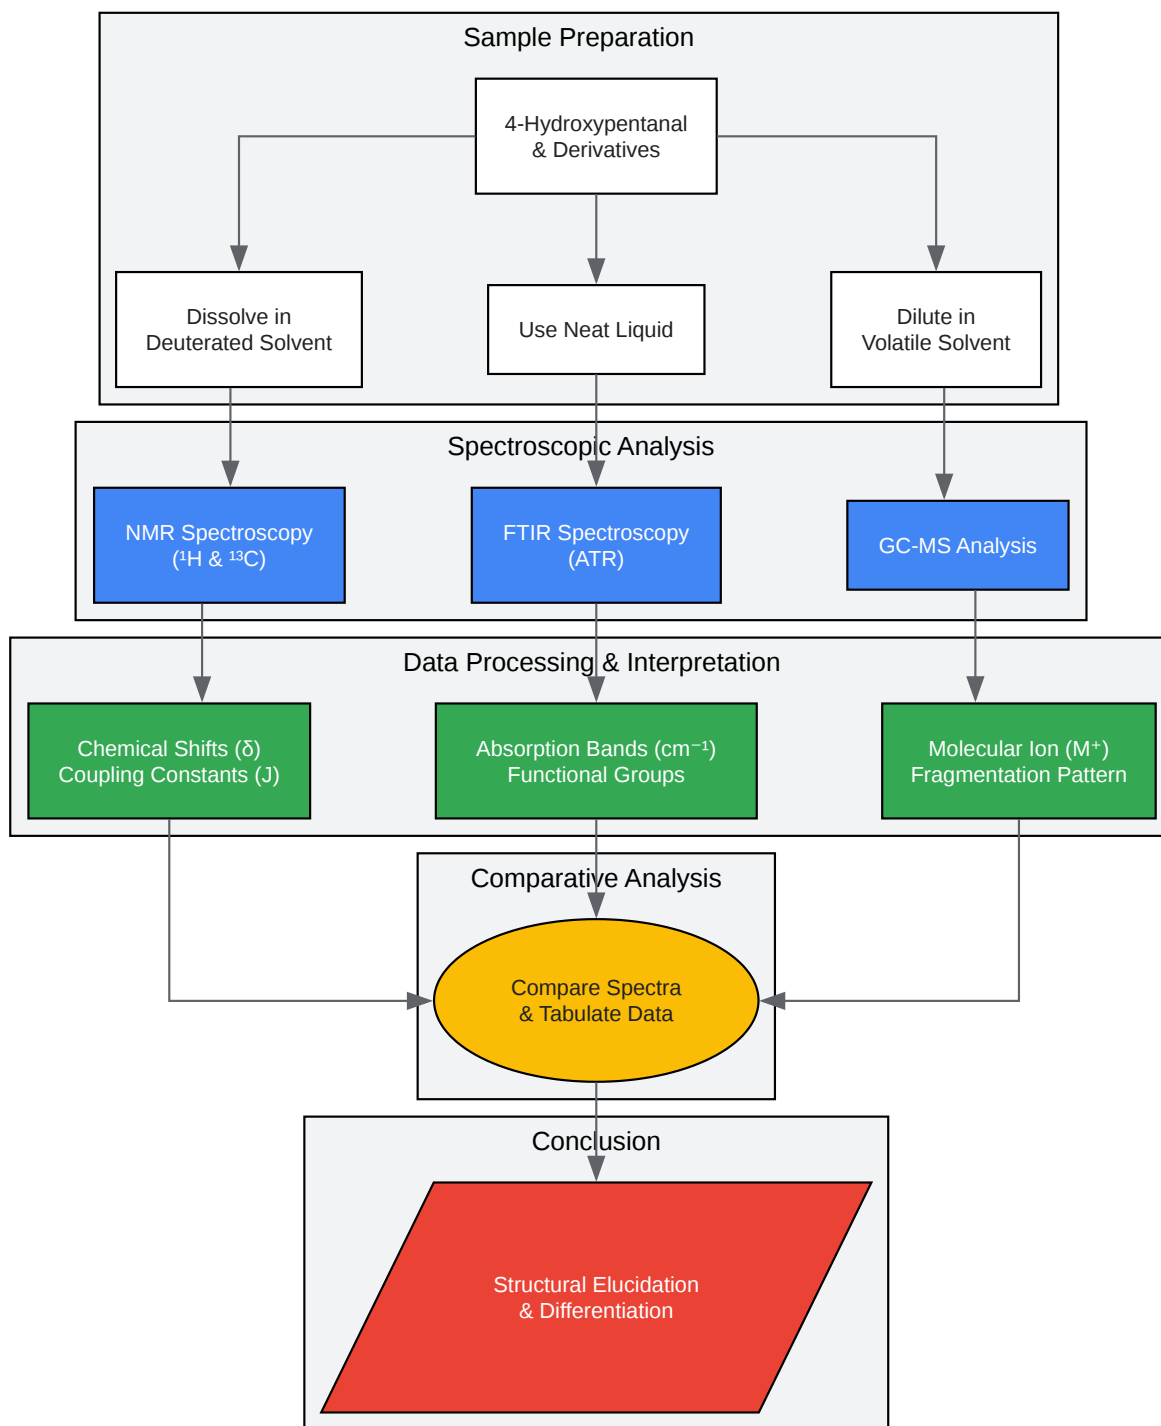 Sample Preparation
4-Hydroxypentanal
& Derivatives
Dissolve in
Deuterated Solvent
Use Neat Liquid
Dilute in
Volatile Solvent
Spectroscopic Analysis
NMR Spectroscopy
(¹H & ¹³C)
FTIR Spectroscopy
(ATR)
GC-MS Analysis
Data Processing & Interpretation
Chemical Shifts (δ)
Coupling Constants (J)
Absorption Bands (cm⁻¹)
Functional Groups
Molecular Ion (M⁺)
Fragmentation Pattern
Comparative Analysis
Compare Spectra
& Tabulate Data
Conclusion
Structural Elucidation
& Differentiation